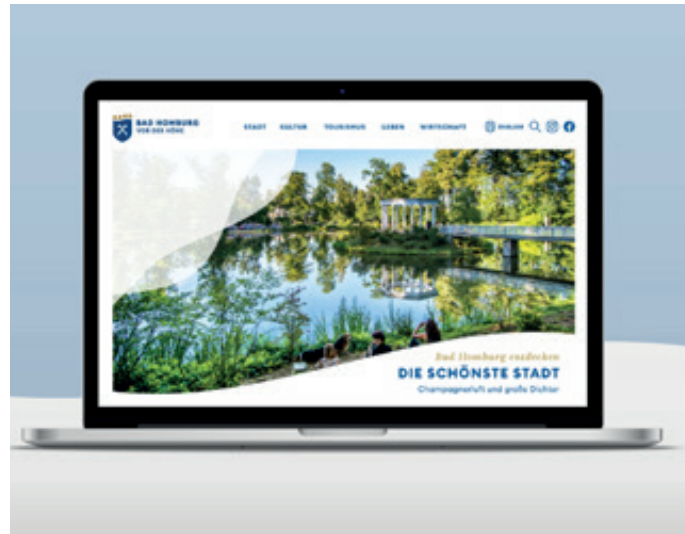 BAD HOMBURG
VOR DER HÖHE
STADT KULTUR TOURISMUS LEBEN WIRTSCHAFT ENGLISH
Bad Homburg entdecken
DIE SCHÖNSTE STADT
Champagnerluft und große Dichter